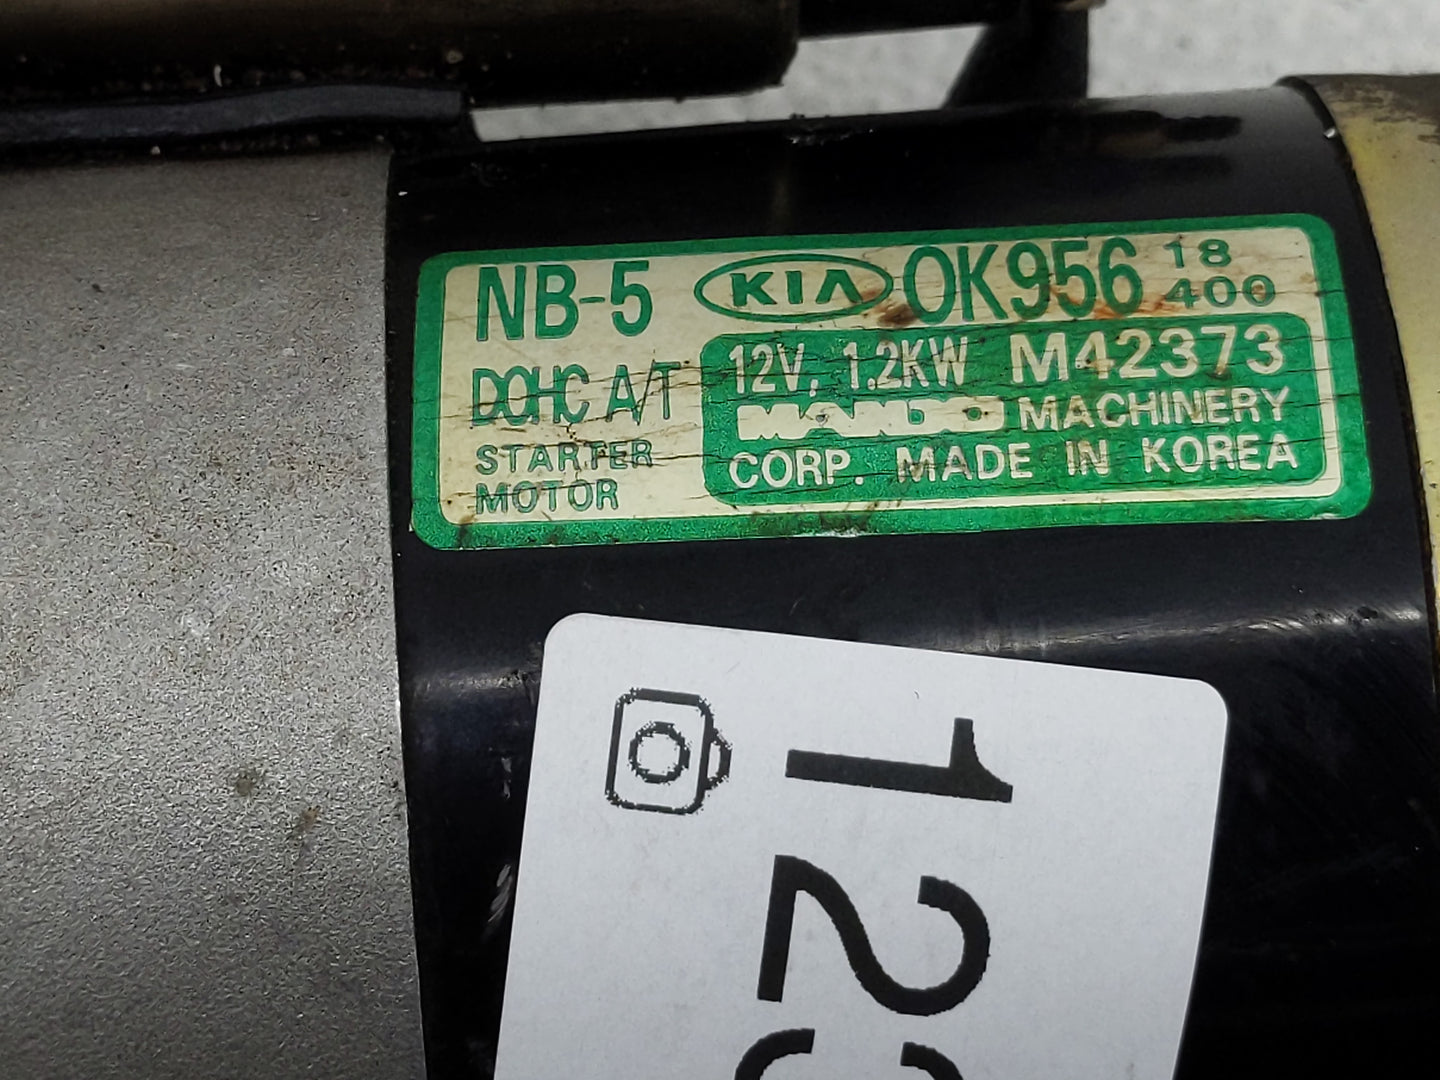 NB-5 KIA 0K956 18
400
DOHC A/T
STARTER
MOTOR
12V, 1.2KW M42373
MANDO MACHINERY
CORP. MADE IN KOREA
12